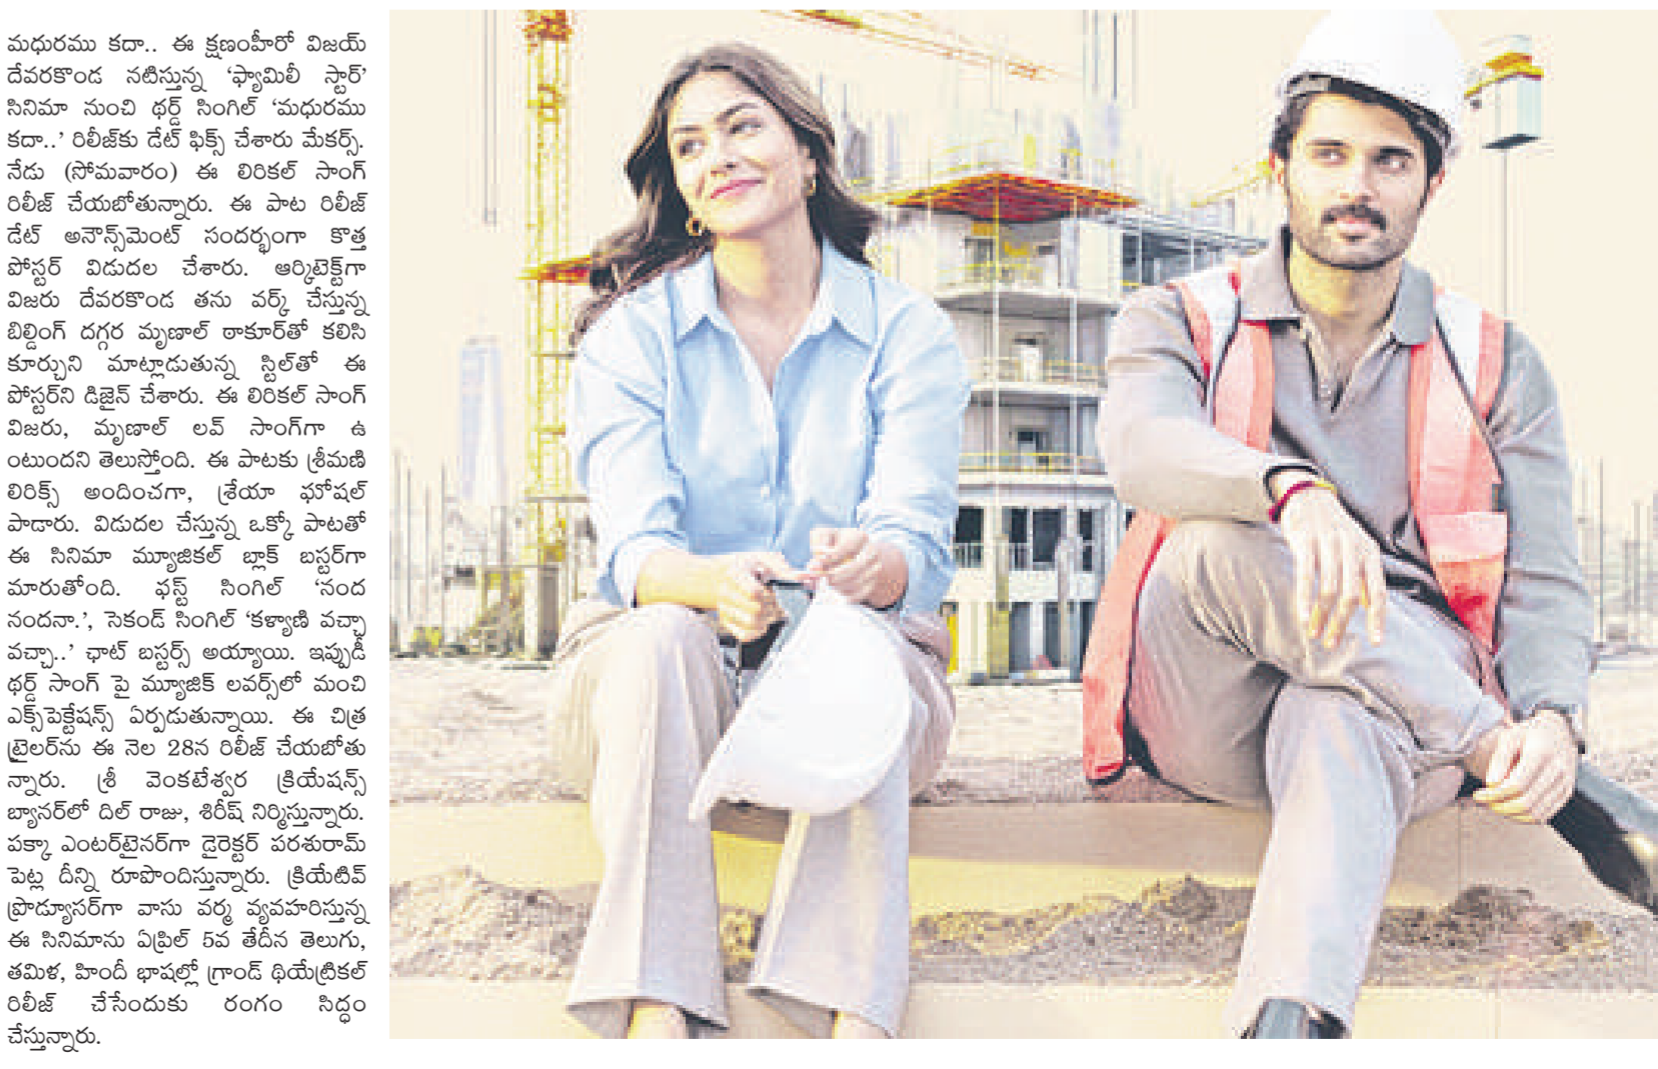 మధురము కదా.. ఈ క్షణంహీరో విజయ్
దేవరకొండ నటిస్తున్న ‘ఫ్యామిలీ స్టార్’
సినిమా నుంచి థర్డ్ సింగిల్ ‘మధురము
కదా..’ రిలీజ్‌కు డేట్ ఫిక్స్ చేశారు మేకర్స్.
నేడు (సోమవారం) ఈ లిరికల్ సాంగ్
రిలీజ్ చేయబోతున్నారు. ఈ పాట రిలీజ్
డేట్ అనౌన్స్‌మెంట్ సందర్భంగా కొత్త
పోస్టర్ విడుదల చేశారు. ఆర్కిటెక్ట్‌గా
విజరు దేవరకొండ తను వర్క్ చేస్తున్న
బిల్డింగ్ దగ్గర మృణాల్ ఠాకూర్‌తో కలిసి
కూర్చుని మాట్లాడుతున్న స్టిల్‌తో ఈ
పోస్టర్‌ని డిజైన్ చేశారు. ఈ లిరికల్ సాంగ్
విజరు, మృణాల్ లవ్ సాంగ్‌గా ఉ
ంటుందని తెలుస్తోంది. ఈ పాటకు శ్రీమణి
లిరిక్స్ అందించగా, శ్రేయా ఘోషల్
పాడారు. విడుదల చేస్తున్న ఒక్కో పాటతో
ఈ సినిమా మ్యూజికల్ బ్లాక్ బస్టర్‌గా
మారుతోంది. ఫస్ట్ సింగిల్ ‘నంద
నందనా.’, సెకండ్ సింగిల్ ‘కళ్యాణి వచ్చా
వచ్చా..’ ఛాట్ బస్టర్స్ అయ్యాయి. ఇప్పుడీ
థర్డ్ సాంగ్ పై మ్యూజిక్ లవర్స్‌లో మంచి
ఎక్స్‌పెక్టేషన్స్ ఏర్పడుతున్నాయి. ఈ చిత్ర
ట్రైలర్‌ను ఈ నెల 28న రిలీజ్ చేయబోతు
న్నారు. శ్రీ వెంకటేశ్వర క్రియేషన్స్
బ్యానర్‌లో దిల్ రాజు, శిరీష్ నిర్మిస్తున్నారు.
పక్కా ఎంటర్‌టైనర్‌గా డైరెక్టర్ పరశురామ్
పెట్ల దీన్ని రూపొందిస్తున్నారు. క్రియేటివ్
ప్రొడ్యూసర్‌గా వాసు వర్మ వ్యవహరిస్తున్న
ఈ సినిమాను ఏప్రిల్ 5వ తేదీన తెలుగు,
తమిళ, హిందీ భాషల్లో గ్రాండ్ థియేట్రికల్
రిలీజ్ చేసేందుకు రంగం సిద్ధం
చేస్తున్నారు.